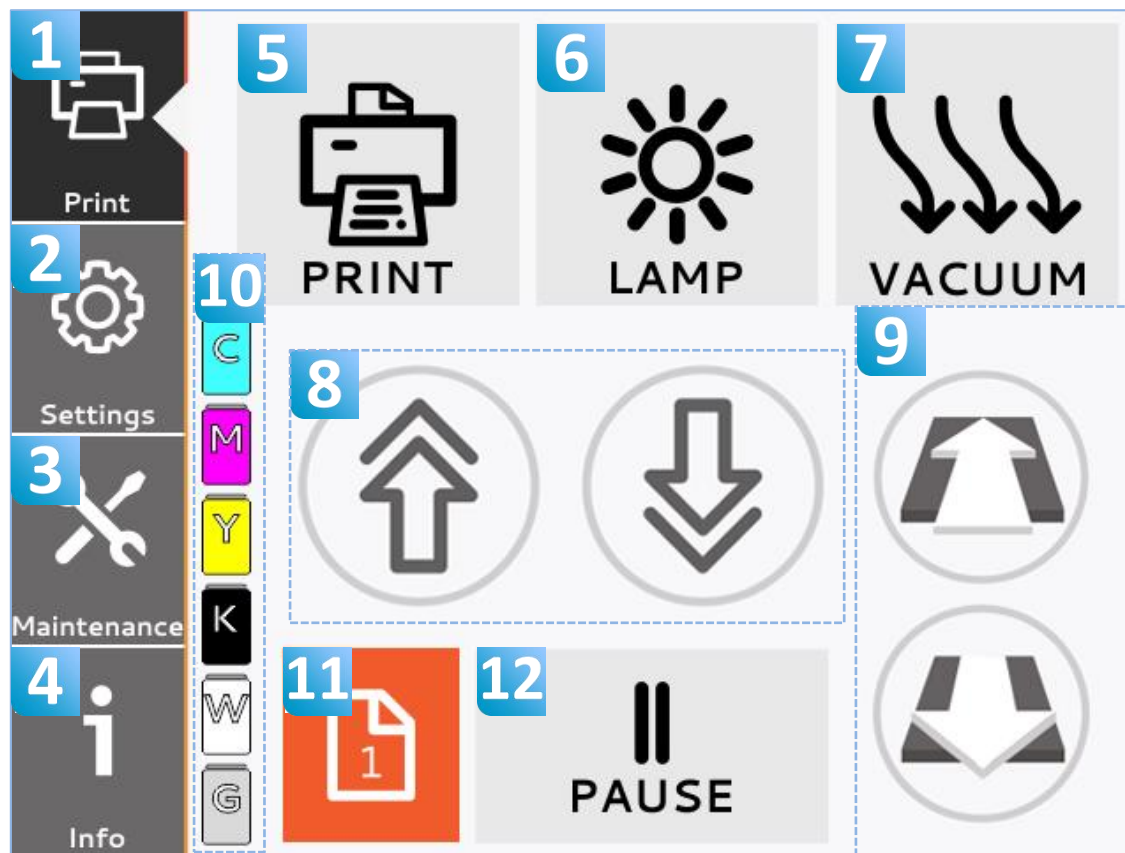 1
Print
2
Settings
3
Maintenance
4
Info
5
PRINT
6
LAMP
7
VACUUM
10
C
M
Y
K
W
G
8
9
11
1
12
PAUSE